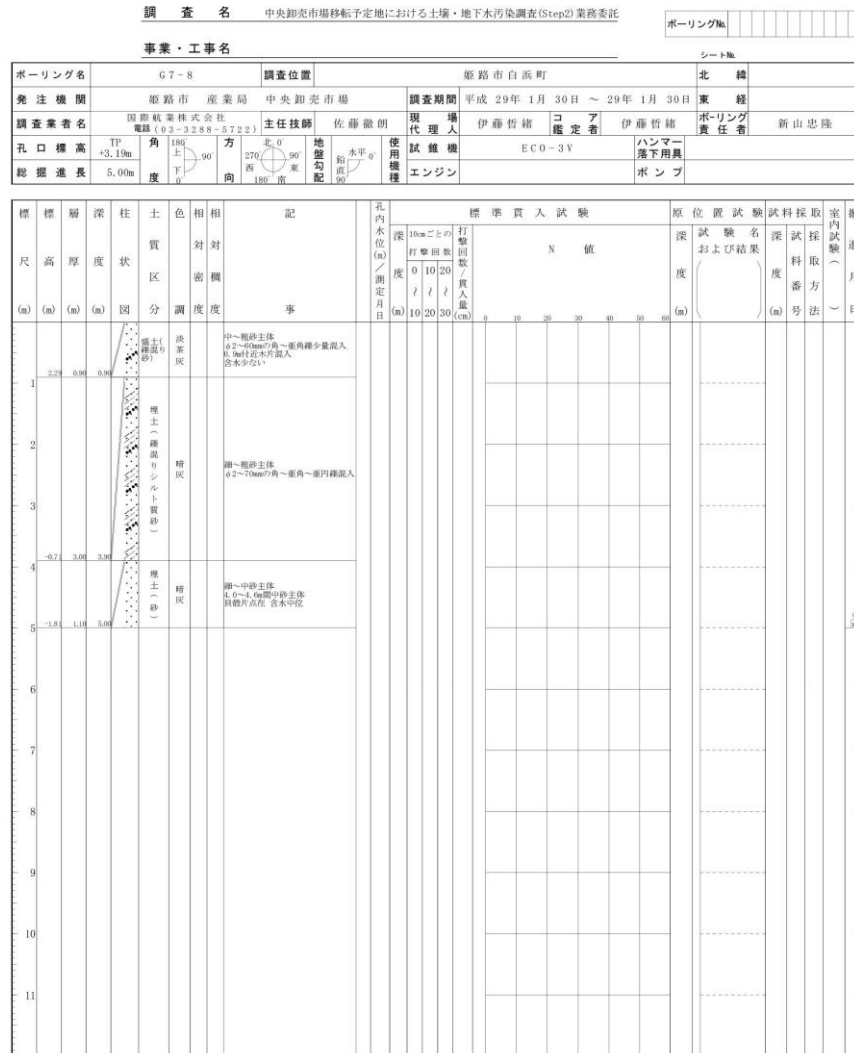 調 査 名 中央卸売市場移転予定地における土壌・地下水汚染調査(Step2)業務委託
ボーリング№
事業・工事名
シート№
ボーリング名 G7-8 調査位置 姫路市白浜町 北緯
発注機関 姫路市 産業局 中央卸売市場 調査期間 平成 29年 1月 30日 ～ 29年 1月 30日 東経
調査業者名 国際航業株式会社 電話(03-3288-5722) 主任技師 佐藤徹朗 現場代理人 伊藤哲緒 コア鑑定者 伊藤哲緒 ボーリング責任者 新山忠隆
孔口標高 TP +3.19m 角度 180° 上 下 0° 90° 方向 北 0° 270° 西 90° 東 180° 南 地盤勾配 鉛直 90° 水平 0° 使用機種 試錐機 ECO-3V ハンマー落下用具
総掘進長 5.00m エンジン ポンプ
標尺(m) 標高(m) 層厚(m) 深度(m) 柱状図 土質区分 色調 相対密度 相対稠度 記事 孔内水位(m)/測定月日 標準貫入試験 原位置試験 試料採取 室内試験( )
深度(m) 10cmごとの打撃回数 打撃回数/貫入量(cm) N 値 深度(m) 試験名および結果( ) 深度(m) 試料番号 採取方法
0～10 10～20 20～30
0 10 20 30 40 50 60
盛土(礫混り砂) 淡茶灰 中～粗砂主体
φ2～60mmの角～亜角礫少量混入
0.9m付近木片混入
含水少ない
2.29 0.90 0.90
1
2
埋土(礫混りシルト質砂) 暗灰 細～粗砂主体
φ2～70mmの角～亜角～亜円礫混入
3
-0.71 3.00 3.90
4
埋土(砂) 暗灰 細～中砂主体
4.0～4.6m間中砂主体
貝殻片点在 含水中位
5 -1.81 1.10 5.00
6
7
8
9
10
11